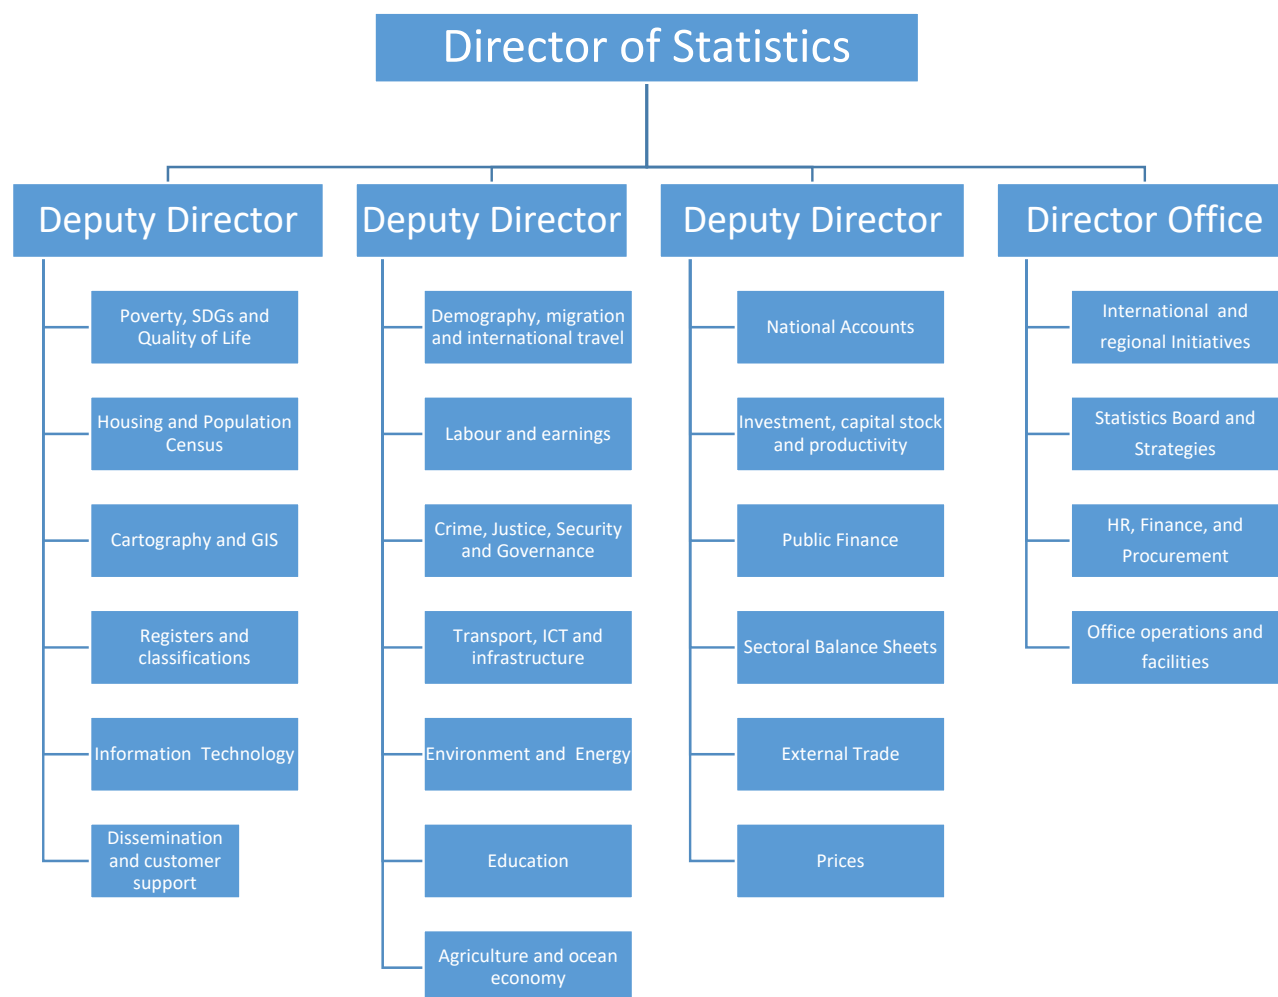 Director of Statistics
Deputy Director
Poverty, SDGs and
Quality of Life
Housing and Population
Census
Cartography and GIS
Registers and
classifications
Information  Technology
Dissemination
and customer
support
Deputy Director
Demography, migration
and international travel
Labour and earnings
Crime, Justice, Security
and Governance
Transport, ICT and
infrastructure
Environment and  Energy
Education
Agriculture and ocean
economy
Deputy Director
National Accounts
Investment, capital stock
and productivity
Public Finance
Sectoral Balance Sheets
External Trade
Prices
Director Office
International  and
regional Initiatives
Statistics Board and
Strategies
HR, Finance, and
Procurement
Office operations and
facilities